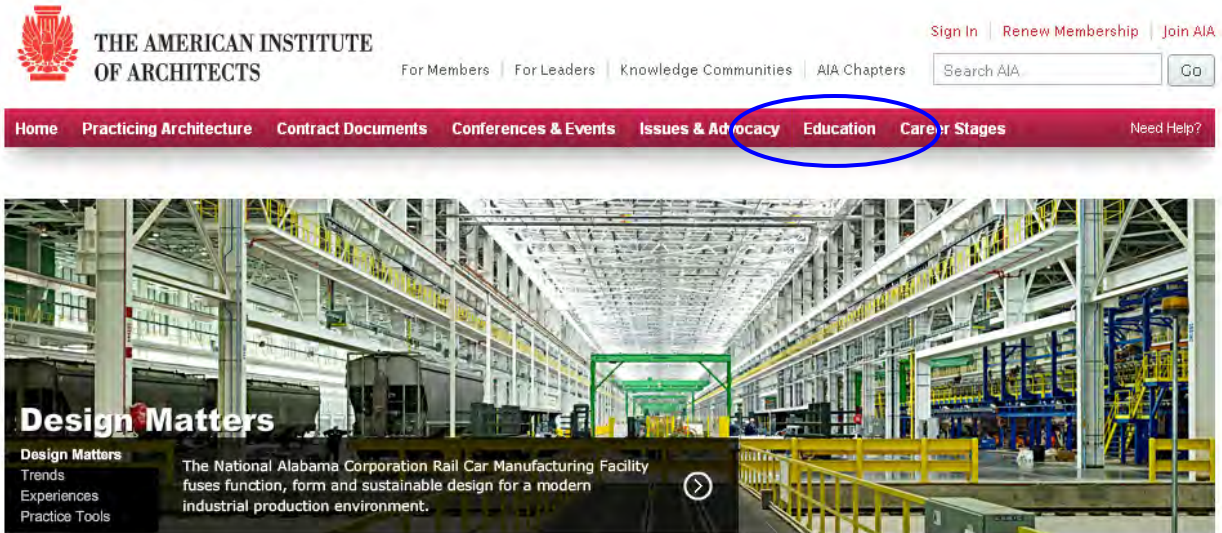 Sign In | Renew Membership | Join AIA
THE AMERICAN INSTITUTE
OF ARCHITECTS
For Members | For Leaders | Knowledge Communities | AIA Chapters
Search AIA
Go
Home Practicing Architecture Contract Documents Conferences & Events Issues & Advocacy Education Career Stages Need Help?
Design Matters
Design Matters
Trends
Experiences
Practice Tools
The National Alabama Corporation Rail Car Manufacturing Facility
fuses function, form and sustainable design for a modern
industrial production environment.